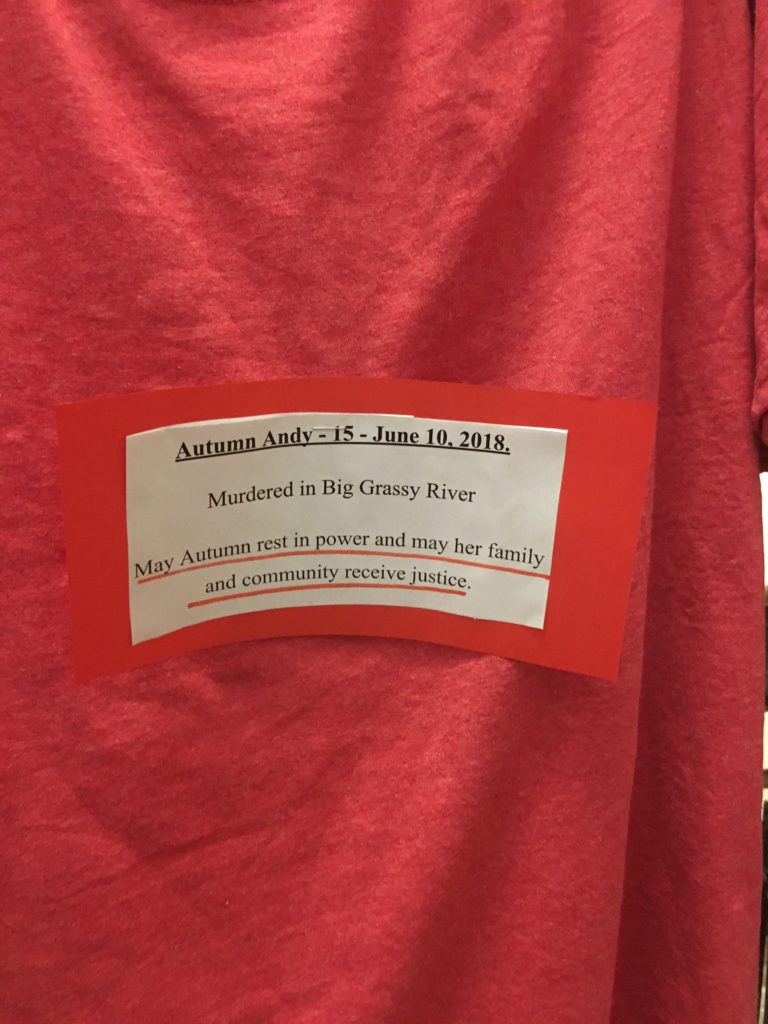 Autumn Andy - 15 - June 10, 2018.
Murdered in Big Grassy River
May Autumn rest in power and may her family
and community receive justice.